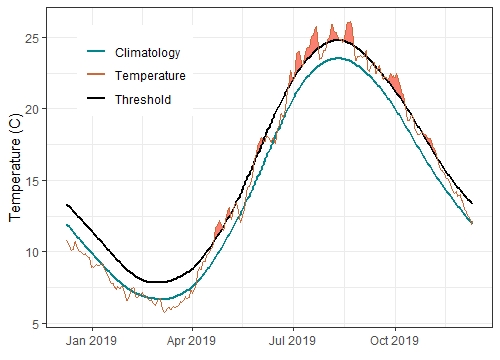 Temperature (C)
25
20
15
10
5
Climatology
Temperature
Threshold
Jan 2019
Apr 2019
Jul 2019
Oct 2019